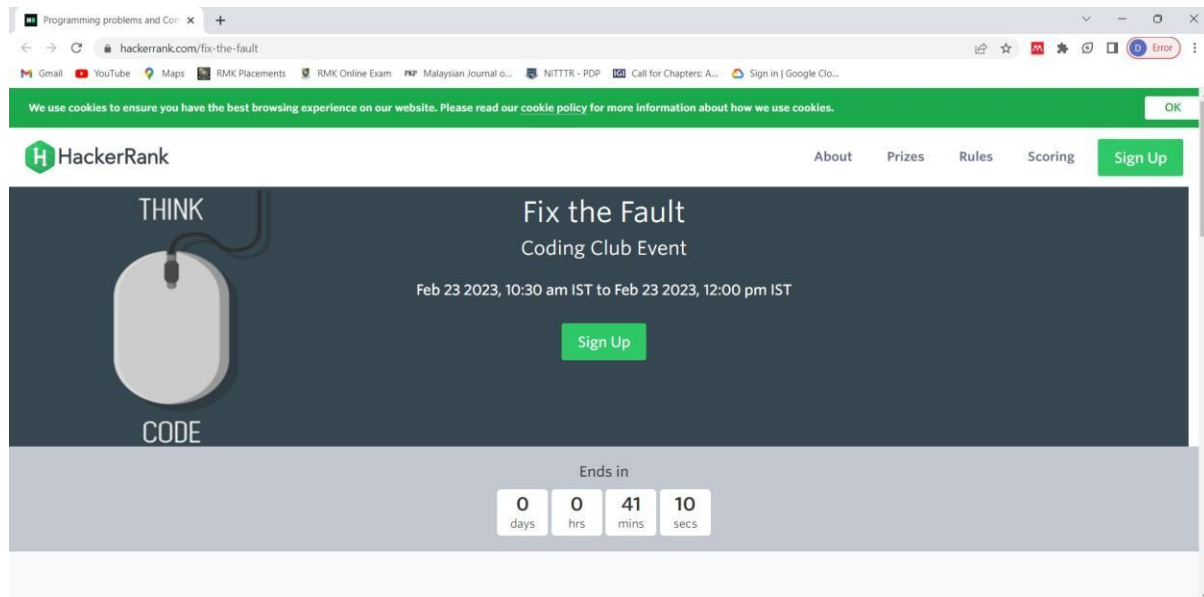 Programming problems and Con
hackerrank.com/fix-the-fault
D Error
Gmail YouTube Maps RMK Placements RMK Online Exam PKP Malaysian Journal o... NITTTR - PDP IGI Call for Chapters: A... Sign in | Google Clo...
We use cookies to ensure you have the best browsing experience on our website. Please read our cookie policy for more information about how we use cookies. OK
H HackerRank About Prizes Rules Scoring Sign Up
THINK
Fix the Fault
Coding Club Event
Feb 23 2023, 10:30 am IST to Feb 23 2023, 12:00 pm IST
Sign Up
CODE
Ends in
0 0 41 10
days hrs mins secs